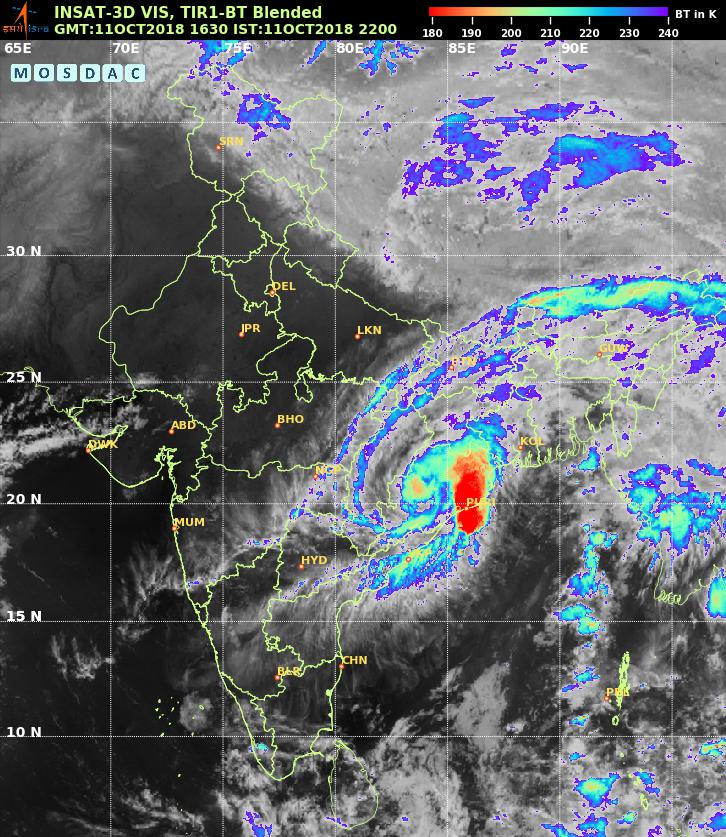 INSAT-3D VIS, TIR1-BT Blended
GMT:11OCT2018 1630 IST:11OCT2018 2200
BT in K
180 190 200 210 220 230 240
65E 70E 75E 80E 85E 90E
MOSDAC
SRN
30 N
DEL
JPR LKN
GUW
25 N
BHO
ABD
DWK KOL
NGP
20 N PURI
MUM
HYD
15 N
CHN
BLR
PBL
10 N